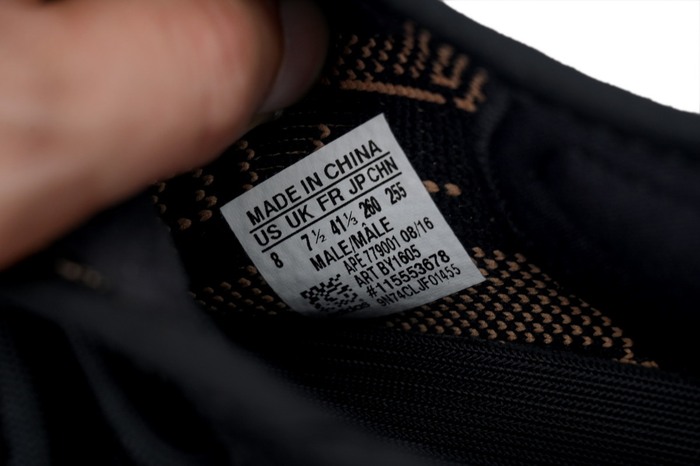 MADE IN CHINA
US UK FR JP CHN
8 7½ 41⅓ 260 255
MALE/MALE
APE 779001 08/16
ART BY1605
#115553678
9N74CLJF01455